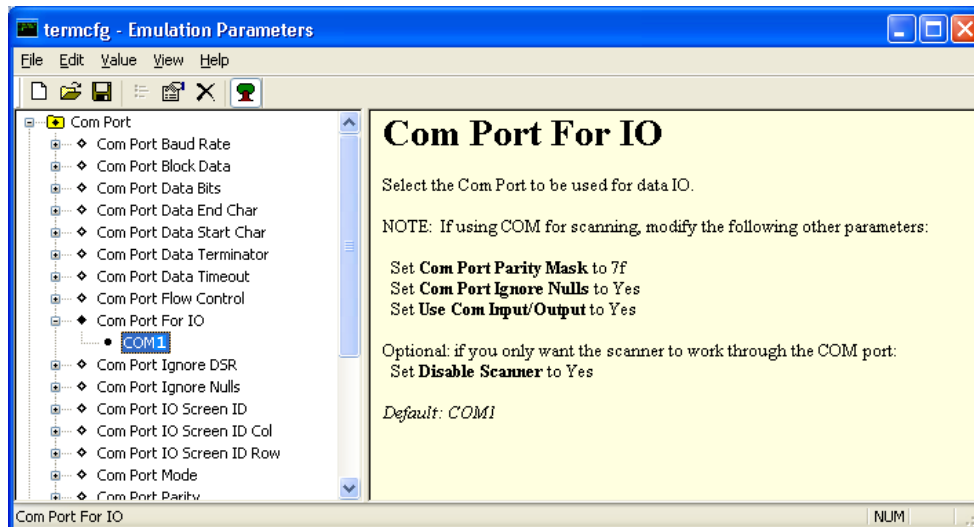 termcfg - Emulation Parameters
File Edit Value View Help
Com Port
Com Port Baud Rate
Com Port Block Data
Com Port Data Bits
Com Port Data End Char
Com Port Data Start Char
Com Port Data Terminator
Com Port Data Timeout
Com Port Flow Control
Com Port For IO
COM1
Com Port Ignore DSR
Com Port Ignore Nulls
Com Port IO Screen ID
Com Port IO Screen ID Col
Com Port IO Screen ID Row
Com Port Mode
Com Port Parity
Com Port For IO
Select the Com Port to be used for data IO.
NOTE: If using COM for scanning, modify the following other parameters:
Set Com Port Parity Mask to 7f
Set Com Port Ignore Nulls to Yes
Set Use Com Input/Output to Yes
Optional: if you only want the scanner to work through the COM port:
Set Disable Scanner to Yes
Default: COM1
Com Port For IO
NUM